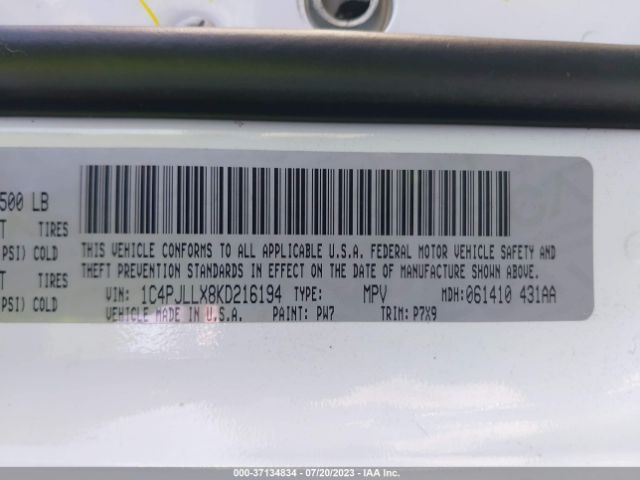 500 LB
T TIRES
PSI) COLD
T TIRES
PSI) COLD
THIS VEHICLE CONFORMS TO ALL APPLICABLE U.S.A. FEDERAL MOTOR VEHICLE SAFETY AND
THEFT PREVENTION STANDARDS IN EFFECT ON THE DATE OF MANUFACTURE SHOWN ABOVE.
VIN: 1C4PJLLX8KD216194 TYPE: MPV MDH:061410 431AA
VEHICLE MADE IN U.S.A. PAINT: PW7 TRIM: P7X9
000-37134834 / 07/20/2023 - IAA Inc.